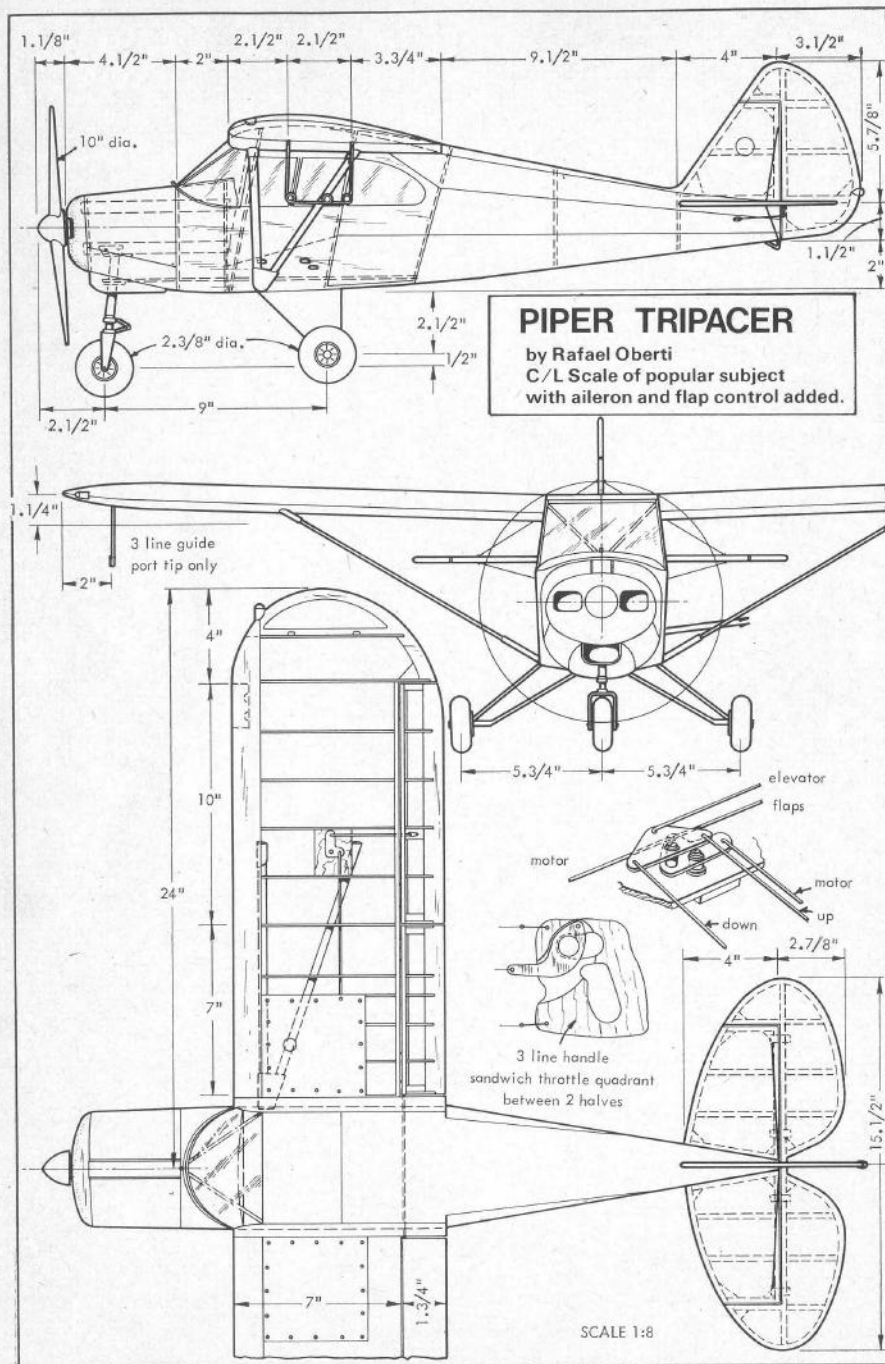 1.1/8"
4.1/2"
2"
2.1/2"
2.1/2"
3.3/4"
9.1/2"
4"
3.1/2"
10" dia.
5.7/8"
1.1/2"
2"
2.1/2"
1/2"
2.3/8" dia.
9"
2.1/2"
PIPER TRIPACER
by Rafael Oberti
C/L Scale of popular subject
with aileron and flap control added.
1.1/4"
3 line guide
port tip only
2"
4"
10"
24"
7"
5.3/4"
5.3/4"
elevator
flaps
motor
motor
up
down
4"
2.7/8"
3 line handle
sandwich throttle quadrant
between 2 halves
15.1/2"
7"
1.3/4"
SCALE 1:8